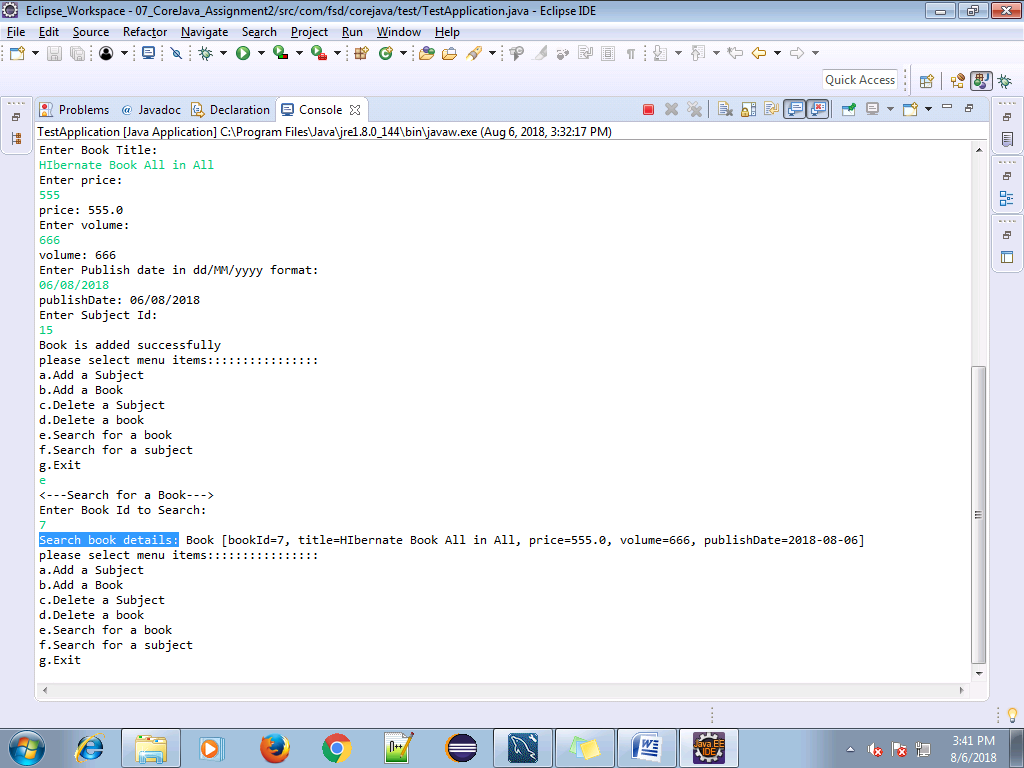 Eclipse_Workspace - 07_CoreJava_Assignment2/src/com/fsd/corejava/test/TestApplication.java - Eclipse IDE
File Edit Source Refactor Navigate Search Project Run Window Help
Quick Access
Problems @ Javadoc Declaration Console
TestApplication [Java Application] C:\Program Files\Java\jre1.8.0_144\bin\javaw.exe (Aug 6, 2018, 3:32:17 PM)
Enter Book Title:
HIbernate Book All in All
Enter price:
555
price: 555.0
Enter volume:
666
volume: 666
Enter Publish date in dd/MM/yyyy format:
06/08/2018
publishDate: 06/08/2018
Enter Subject Id:
15
Book is added successfully
please select menu items::::::::::::::::
a.Add a Subject
b.Add a Book
c.Delete a Subject
d.Delete a book
e.Search for a book
f.Search for a subject
g.Exit
e
<---Search for a Book--->
Enter Book Id to Search:
7
Search book details: Book [bookId=7, title=HIbernate Book All in All, price=555.0, volume=666, publishDate=2018-08-06]
please select menu items::::::::::::::::
a.Add a Subject
b.Add a Book
c.Delete a Subject
d.Delete a book
e.Search for a book
f.Search for a subject
g.Exit
Java EE
IDE
3:41 PM
8/6/2018